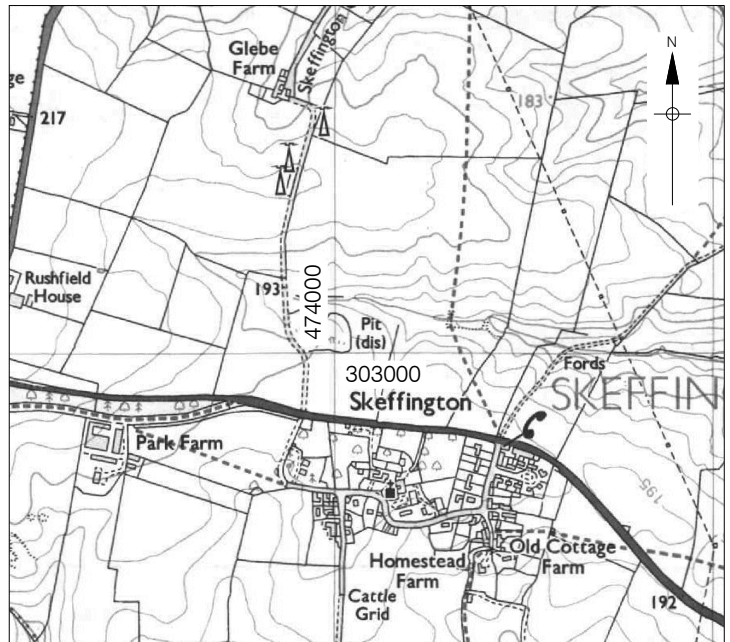 Glebe
Farm
Skeffington
N
183
217
Rushfield
House
193
474000
Pit
(dis)
303000
Fords
Skeffington
SKEFFIN
Park Farm
195
Homestead
Farm
Old Cottage
Farm
Cattle
Grid
192